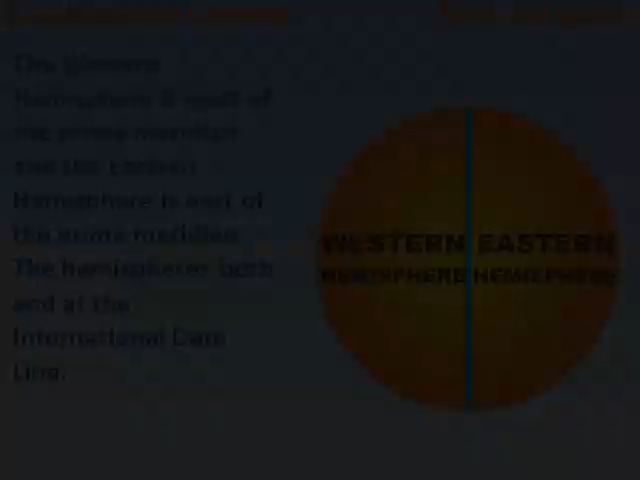 The Western
Hemisphere is west of
the prime meridian
and the Eastern
Hemisphere is east of
the prime meridian.
The hemispheres both
end at the
International Date
Line.
WESTERN EASTERN
HEMISPHERE HEMISPHERE